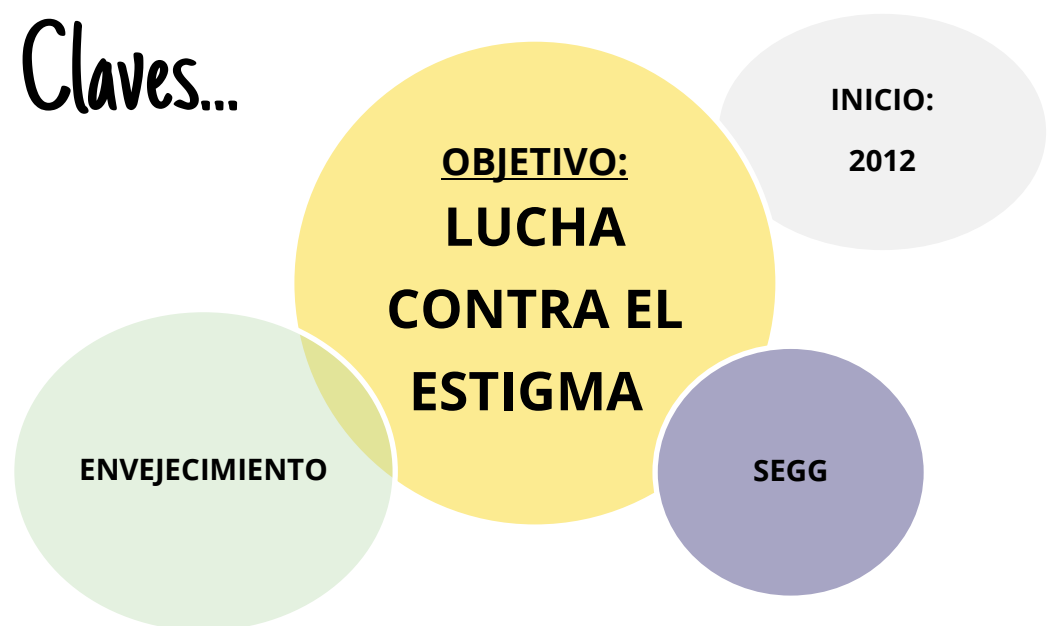 Claves...
INICIO:
2012
OBJETIVO:
LUCHA
CONTRA EL
ESTIGMA
ENVEJECIMIENTO
SEGG